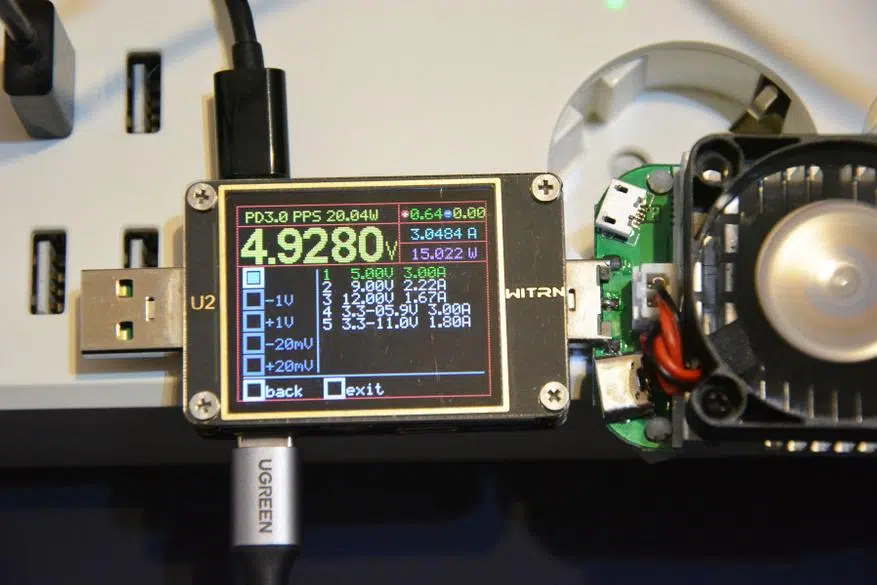 PD3.0 PPS 20.04W
+0.64-0.00
4.9280V
3.0484 A
15.022 W
1 5.00V 3.00A
2 9.00V 2.22A
3 12.00V 1.67A
4 3.3-05.9V 3.00A
5 3.3-11.0V 1.80A
-1V
+1V
-20mV
+20mV
back exit
U2
WITRN
UGREEN